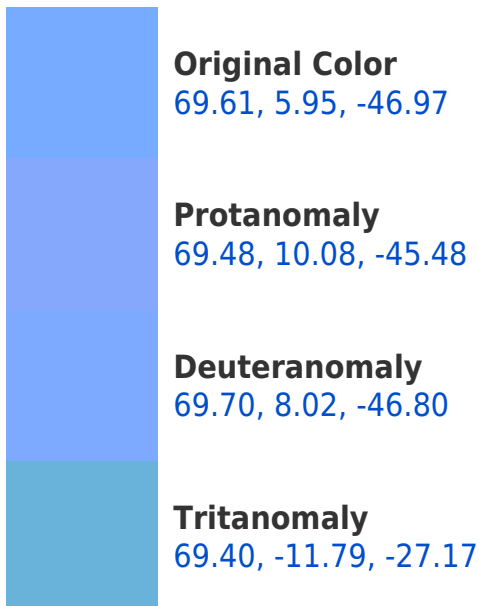 Original Color
69.61, 5.95, -46.97
Protanomaly
69.48, 10.08, -45.48
Deuteranomaly
69.70, 8.02, -46.80
Tritanomaly
69.40, -11.79, -27.17